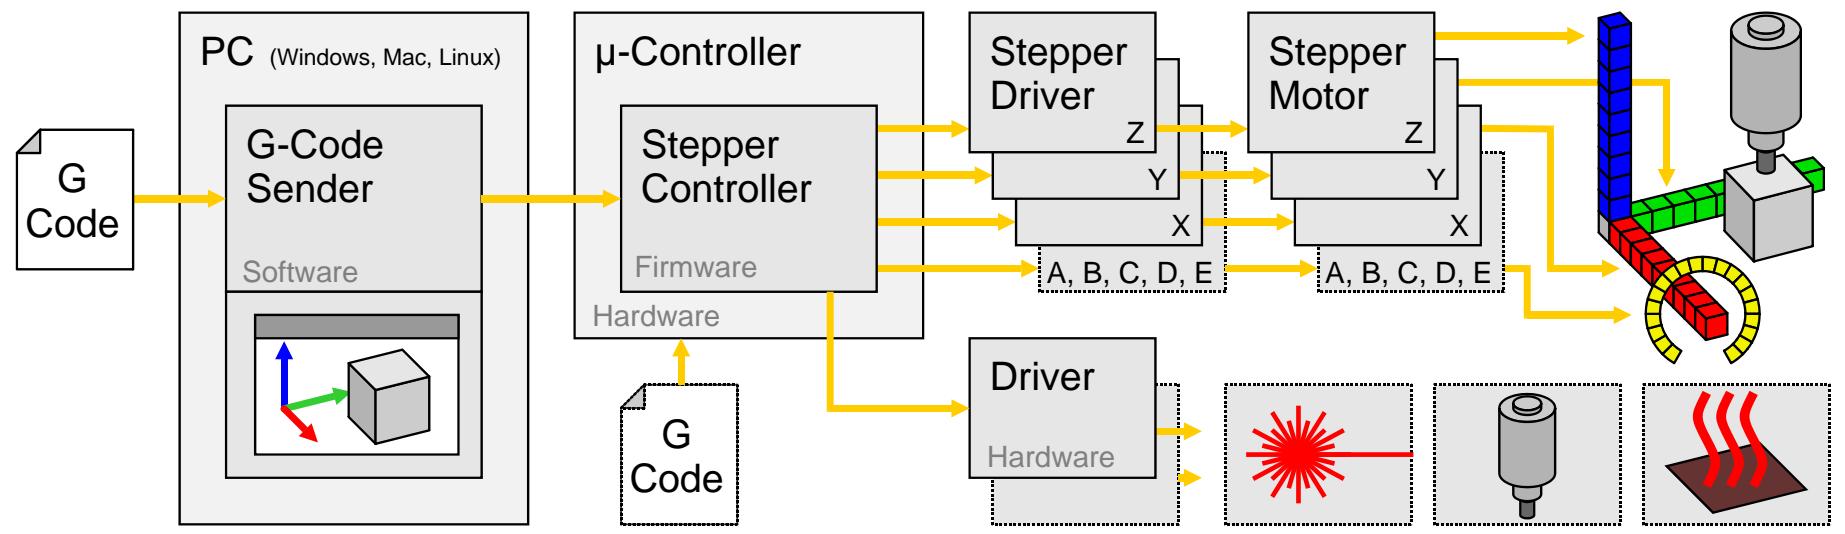 G
Code
PC (Windows, Mac, Linux)
G-Code
Sender
Software
µ-Controller
Stepper
Controller
Firmware
Hardware
G
Code
Stepper
Driver
Z
Y
X
A, B, C, D, E
Stepper
Motor
Z
Y
X
A, B, C, D, E
Driver
Hardware